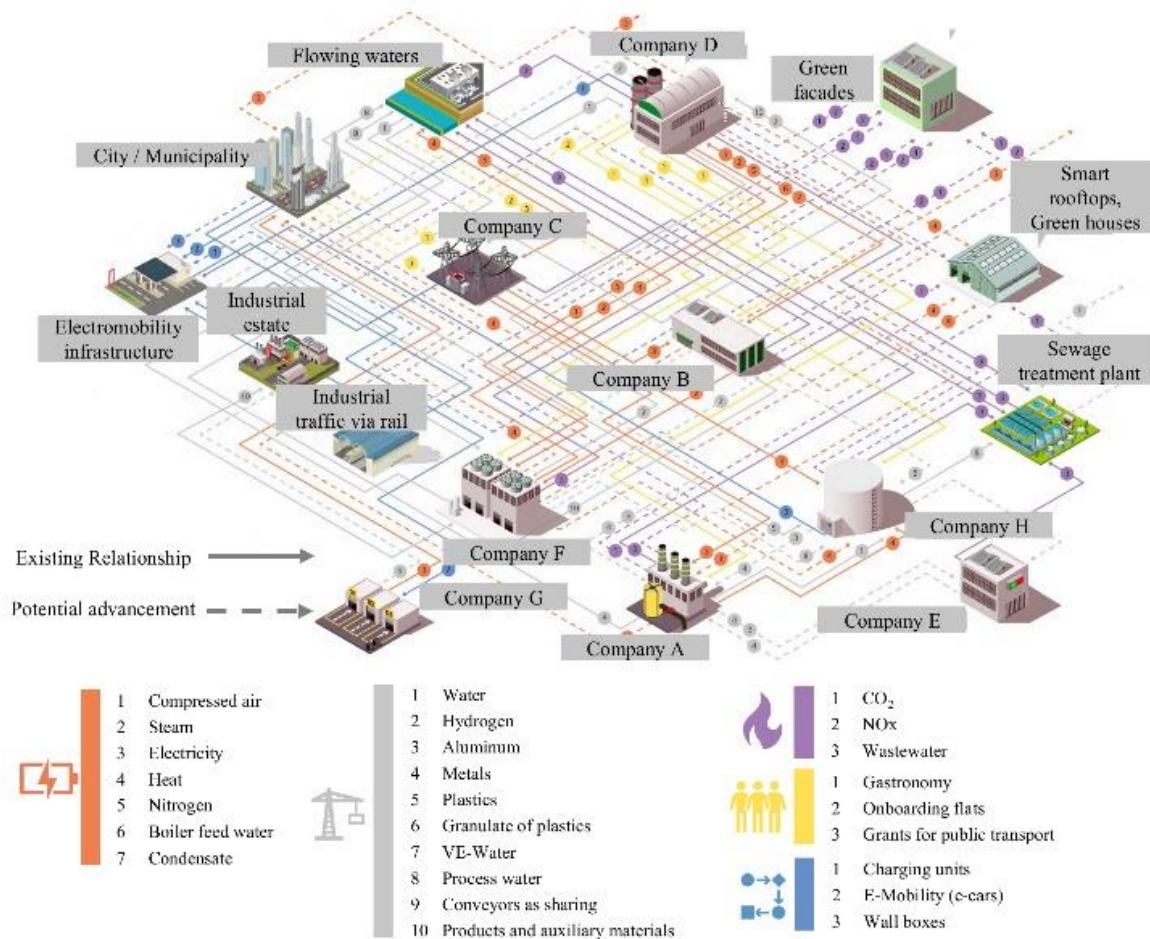 Flowing waters
Company D
Green
facades
City / Municipality
Smart
rooftops,
Green houses
Company C
Industrial
estate
Electromobility
infrastructure
Company B
Sewage
treatment plant
Industrial
traffic via rail
Company H
Existing Relationship
Company F
Potential advancement
Company G
Company E
Company A
1 Compressed air
2 Steam
3 Electricity
4 Heat
5 Nitrogen
6 Boiler feed water
7 Condensate
1 Water
2 Hydrogen
3 Aluminum
4 Metals
5 Plastics
6 Granulate of plastics
7 VE-Water
8 Process water
9 Conveyors as sharing
10 Products and auxiliary materials
1 CO₂
2 NOx
3 Wastewater
1 Gastronomy
2 Onboarding flats
3 Grants for public transport
1 Charging units
2 E-Mobility (e-cars)
3 Wall boxes